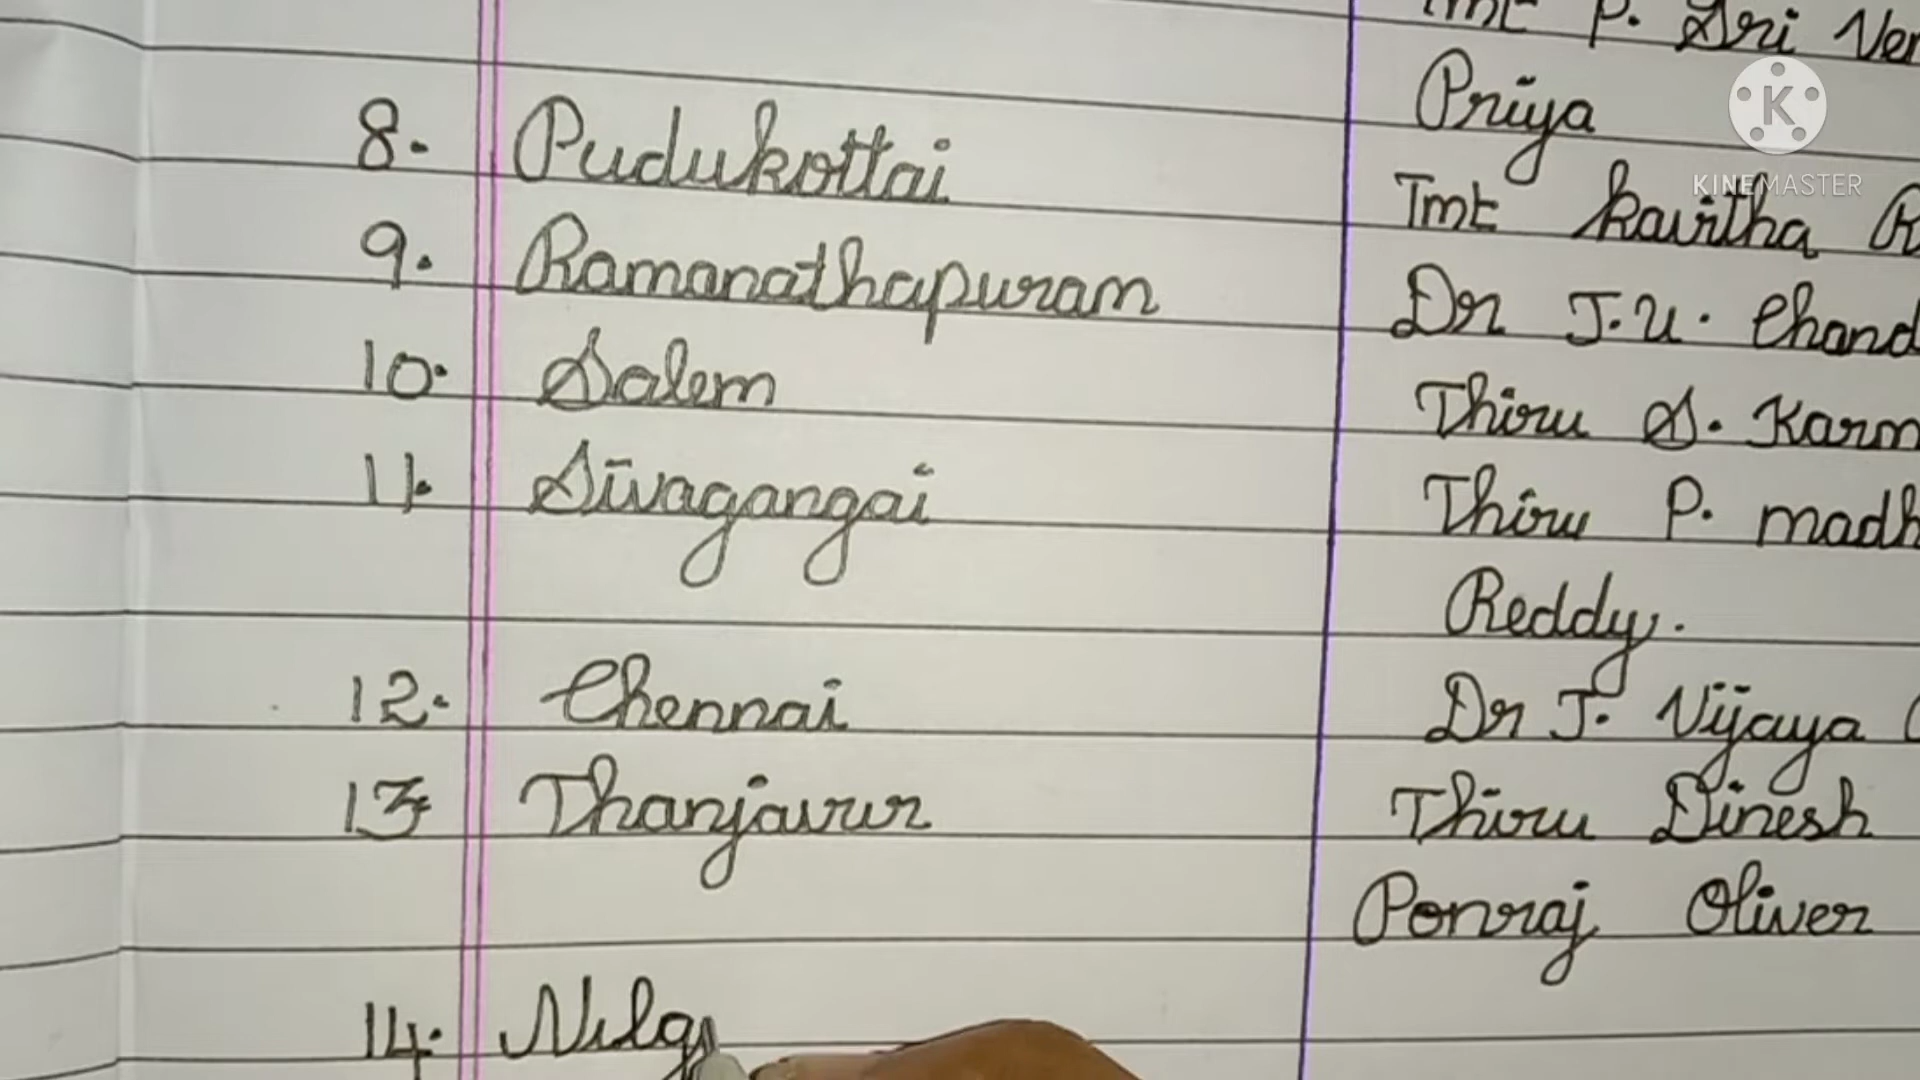 Tmt P. Sri Ven
Priya
KINEMASTER
8. Pudukottai Tmt Kavitha R
9. Ramanathapuram Dr J.U. Chand
10. Salem Thiru S. Karm
11. Sivagangai Thiru P. madh
Reddy.
12. Chennai Dr J. Vijaya
13. Thanjavur Thiru Dinesh
Ponraj Oliver
14. Nilg